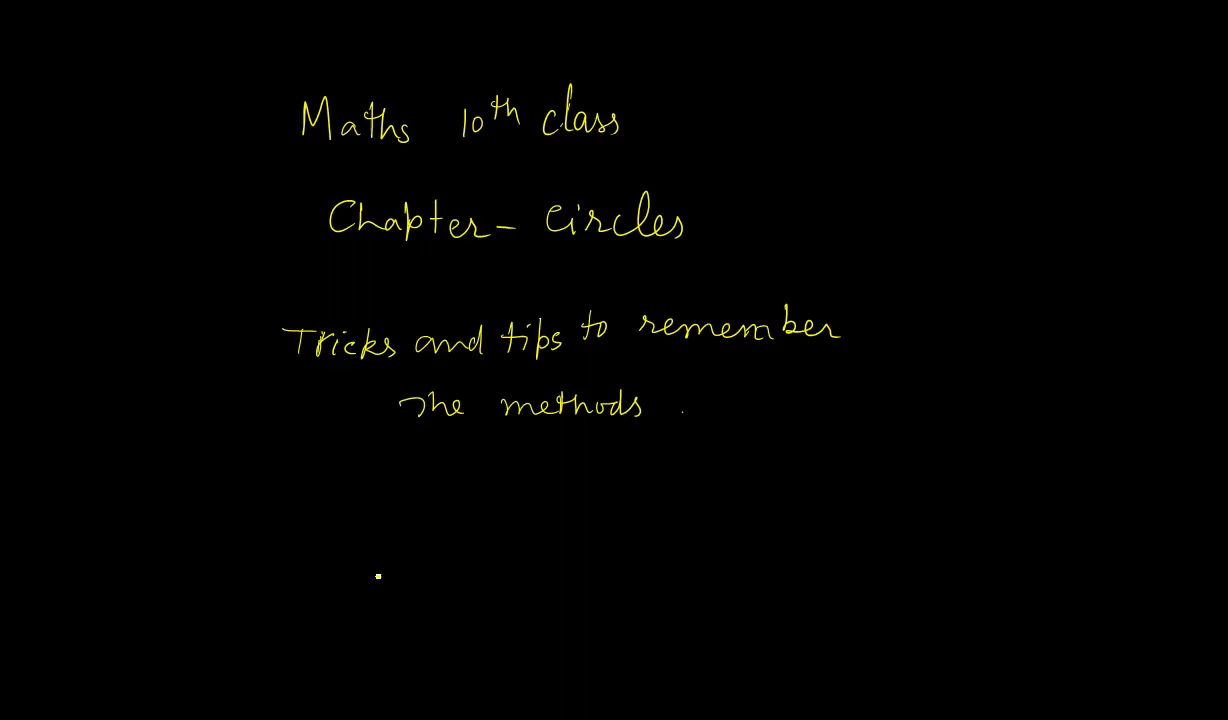 Maths 10th class
Chapter - Circles
Tricks and tips to remember
The methods.